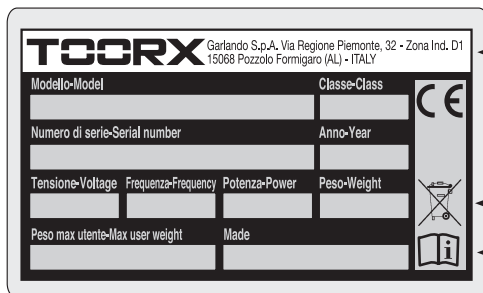 TOORX
Garlando S.p.A. Via Regione Piemonte, 32 - Zona Ind. D1
15068 Pozzolo Formigaro (AL) - ITALY
Modello-Model Classe-Class
CE
Numero di serie-Serial number Anno-Year
Tensione-Voltage Frequenza-Frequency Potenza-Power Peso-Weight
Peso max utente-Max user weight Made
i